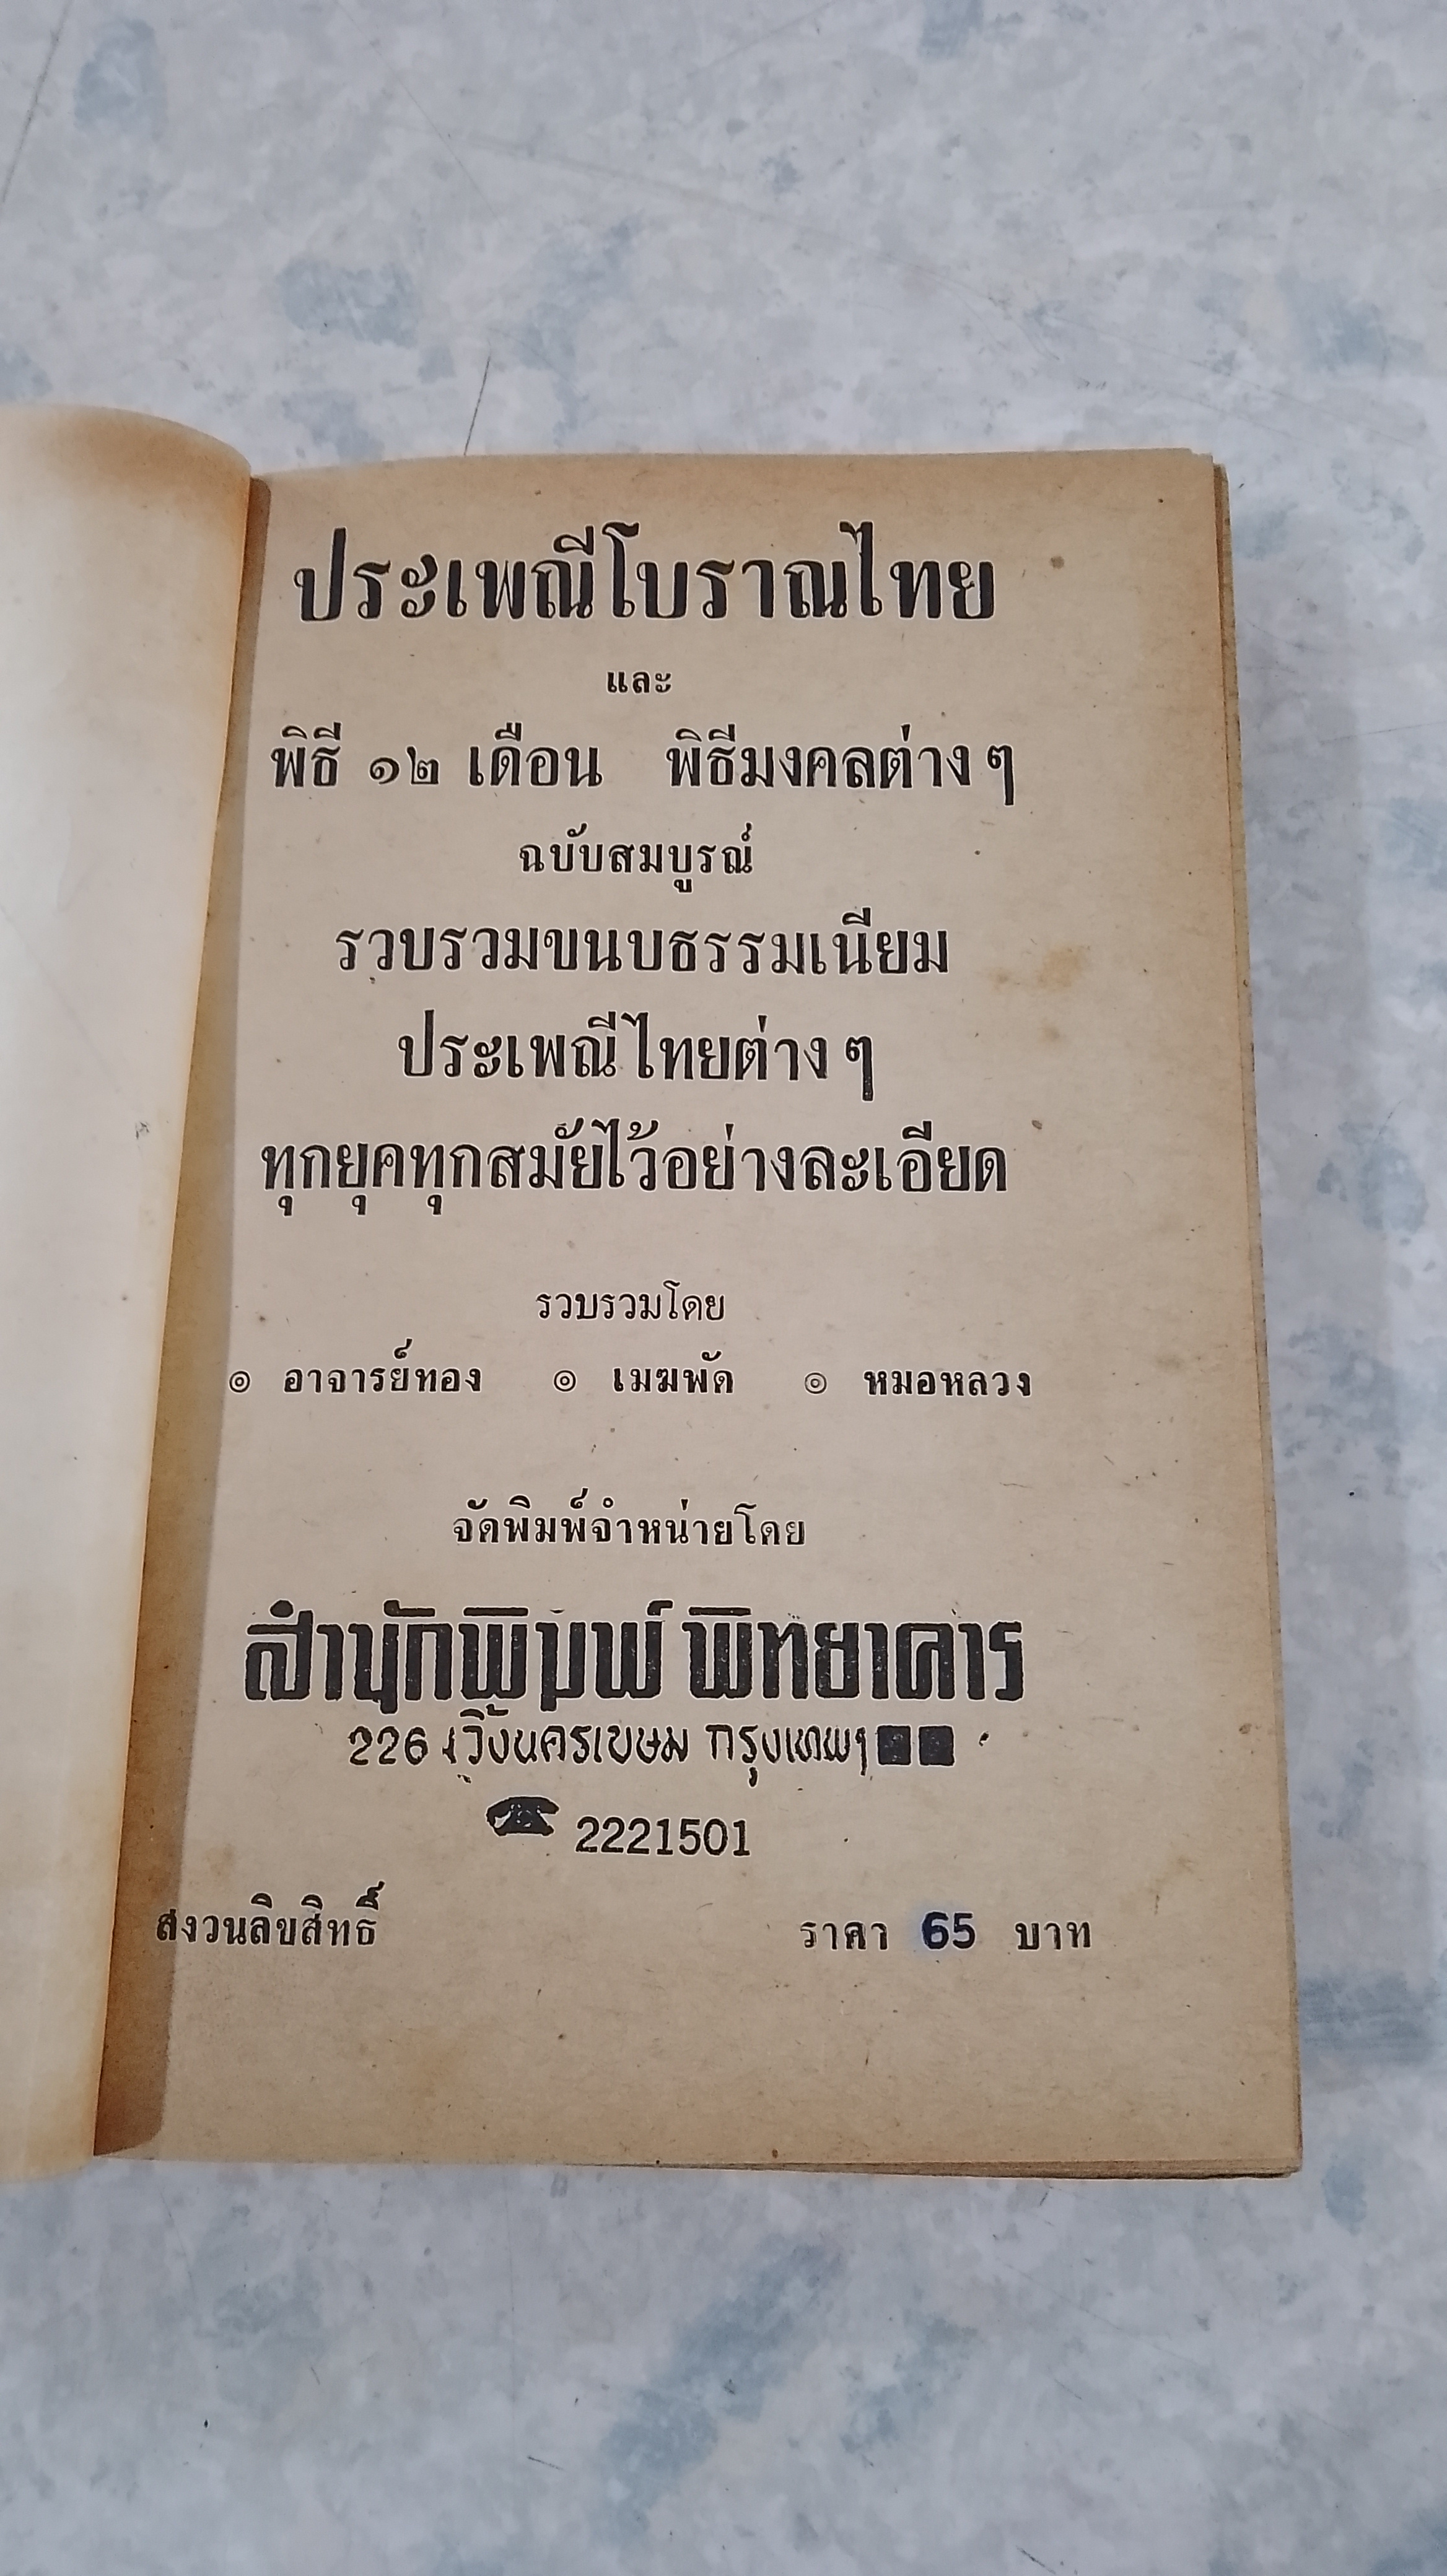 ประเพณีโบราณไทย
และ
พิธี ๑๒ เดือน พิธีมงคลต่าง ๆ
ฉบับสมบูรณ์
รวบรวมขนบธรรมเนียม
ประเพณีไทยต่าง ๆ
ทุกยุคทุกสมัยไว้อย่างละเอียด
รวบรวมโดย
๏ อาจารย์ทอง ๏ เมฆพัด ๏ หมอหลวง
จัดพิมพ์จำหน่ายโดย
สำนักพิมพ์ พิทยาคาร
226 เวิ้งนครเขษม กรุงเทพฯ
☎ 2221501
สงวนลิขสิทธิ์ ราคา 65 บาท